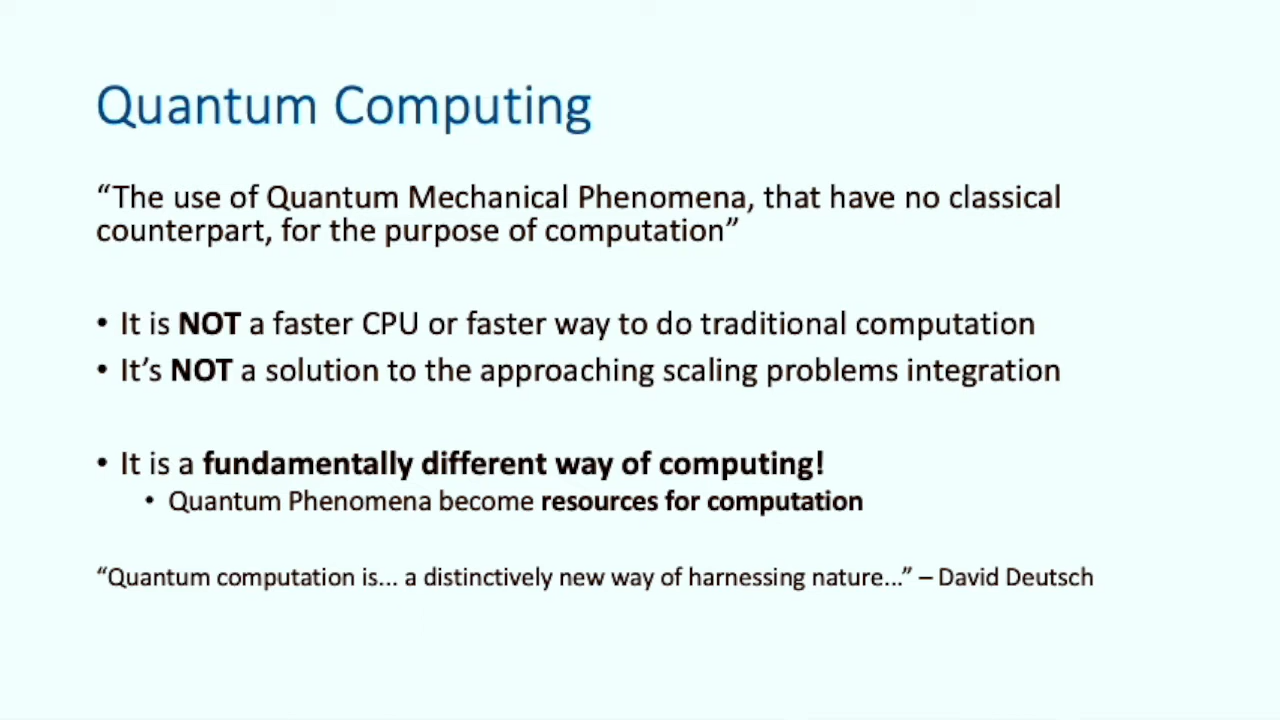 Quantum Computing
“The use of Quantum Mechanical Phenomena, that have no classical
counterpart, for the purpose of computation”
• It is NOT a faster CPU or faster way to do traditional computation
• It’s NOT a solution to the approaching scaling problems integration
• It is a fundamentally different way of computing!
• Quantum Phenomena become resources for computation
“Quantum computation is... a distinctively new way of harnessing nature...” – David Deutsch